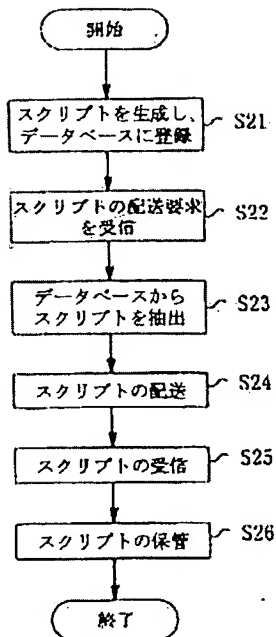 開始
スクリプトを生成し、
データベースに登録
S21
スクリプトの配送要求
を受信
S22
データベースから
スクリプトを抽出
S23
スクリプトの配送
S24
スクリプトの受信
S25
スクリプトの保管
S26
終了